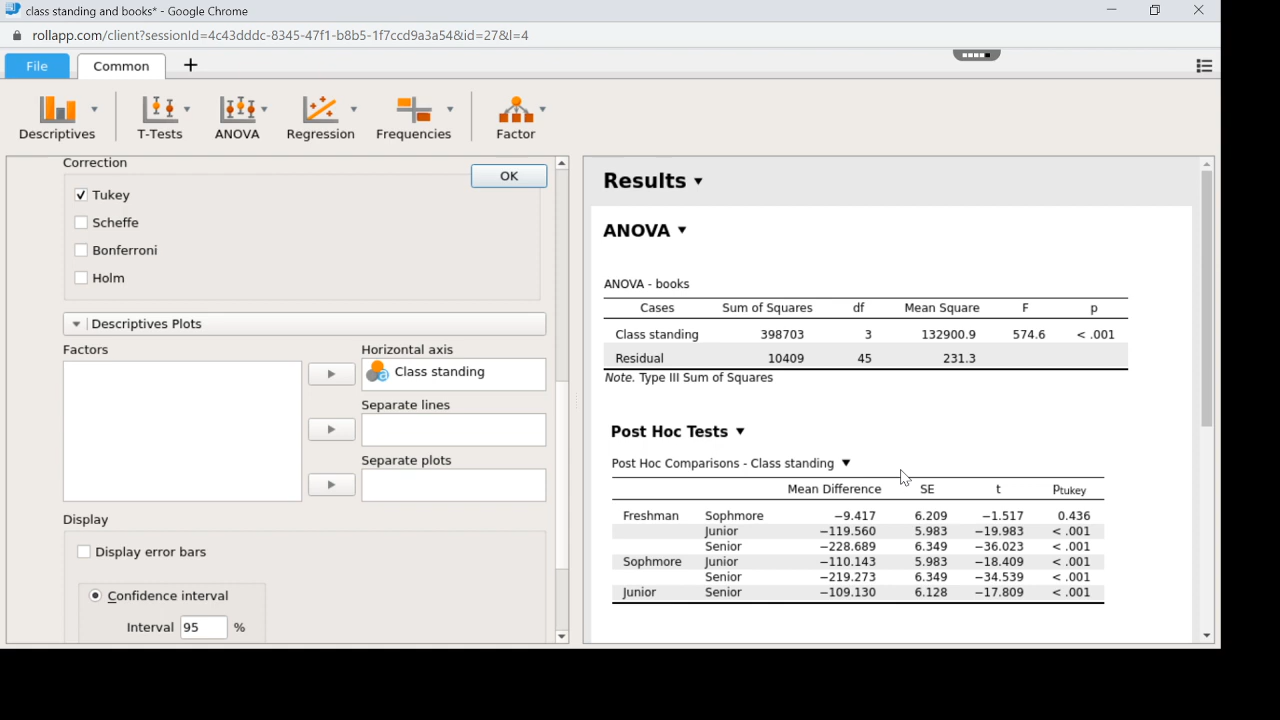 class standing and books* - Google Chrome
rollapp.com/client?sessionId=4c43dddc-8345-47f1-b8b5-1f7ccd9a3a54&id=27&l=4
File Common +
Descriptives T-Tests ANOVA Regression Frequencies Factor
Correction
OK
Tukey
Scheffe
Bonferroni
Holm
Descriptives Plots
Factors Horizontal axis
Class standing
Separate lines
Separate plots
Display
Display error bars
Confidence interval
Interval 95 %
Results
ANOVA
ANOVA - books
Cases Sum of Squares df Mean Square F p
Class standing 398703 3 132900.9 574.6 < .001
Residual 10409 45 231.3
Note. Type III Sum of Squares
Post Hoc Tests
Post Hoc Comparisons - Class standing
Mean Difference SE t ptukey
Freshman Sophmore −9.417 6.209 −1.517 0.436
Junior −119.560 5.983 −19.983 < .001
Senior −228.689 6.349 −36.023 < .001
Sophmore Junior −110.143 5.983 −18.409 < .001
Senior −219.273 6.349 −34.539 < .001
Junior Senior −109.130 6.128 −17.809 < .001